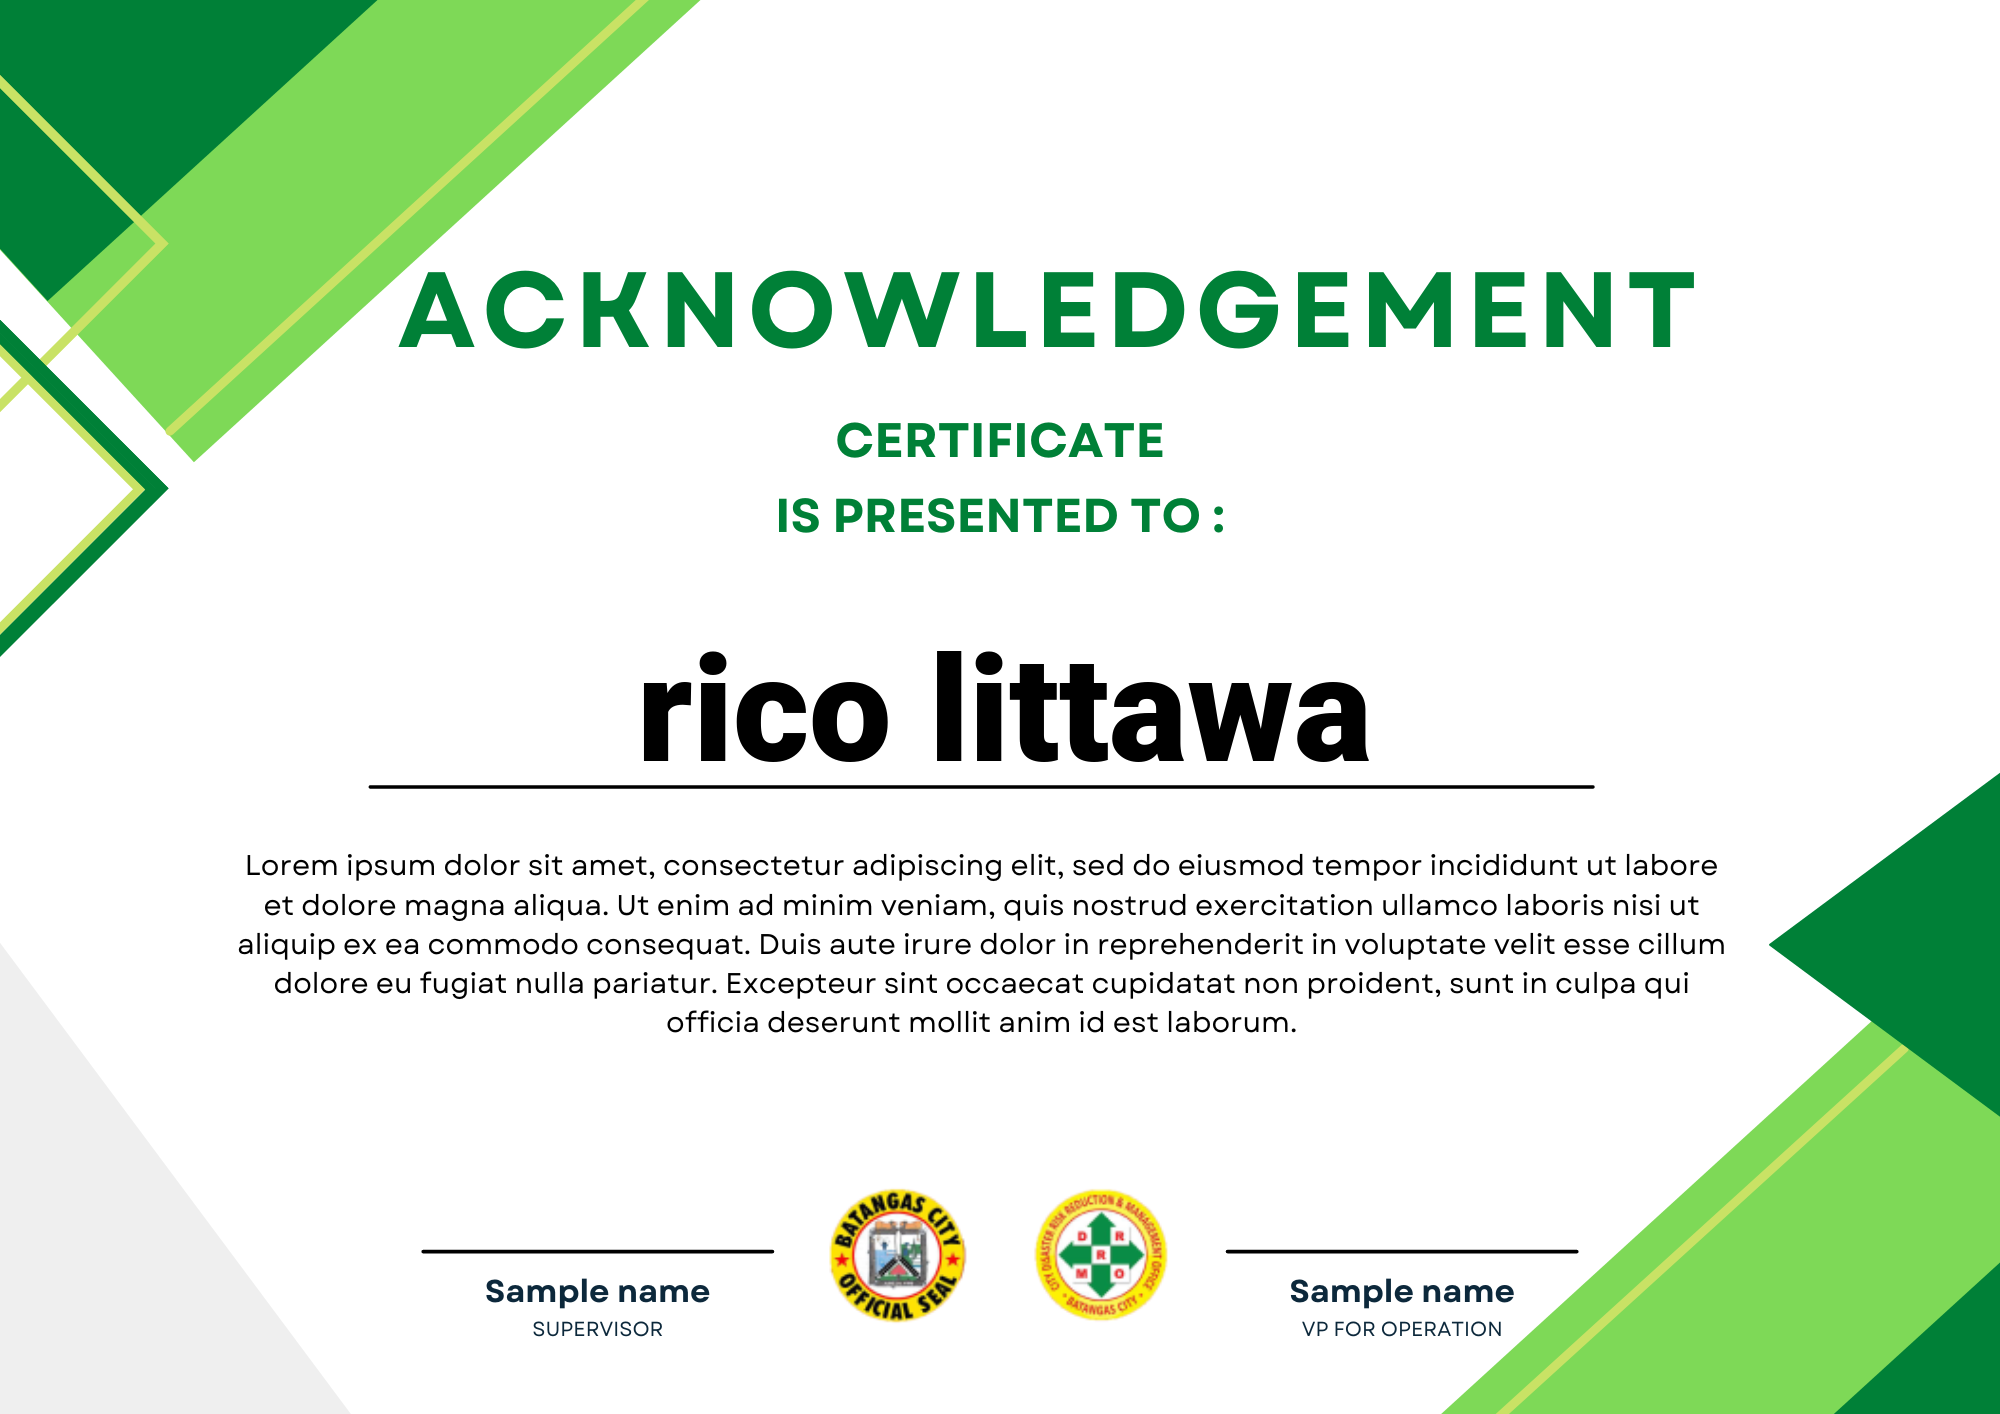 ACKNOWLEDGEMENT
CERTIFICATE
IS PRESENTED TO :
rico littawa
Lorem ipsum dolor sit amet, consectetur adipiscing elit, sed do eiusmod tempor incididunt ut labore
et dolore magna aliqua. Ut enim ad minim veniam, quis nostrud exercitation ullamco laboris nisi ut
aliquip ex ea commodo consequat. Duis aute irure dolor in reprehenderit in voluptate velit esse cillum
dolore eu fugiat nulla pariatur. Excepteur sint occaecat cupidatat non proident, sunt in culpa qui
officia deserunt mollit anim id est laborum.
BATANGAS CITY
OFFICIAL SEAL
CITY DISASTER RISK REDUCTION & MANAGEMENT OFFICE
D R
R
M O
BATANGAS CITY
Sample name
SUPERVISOR
Sample name
VP FOR OPERATION